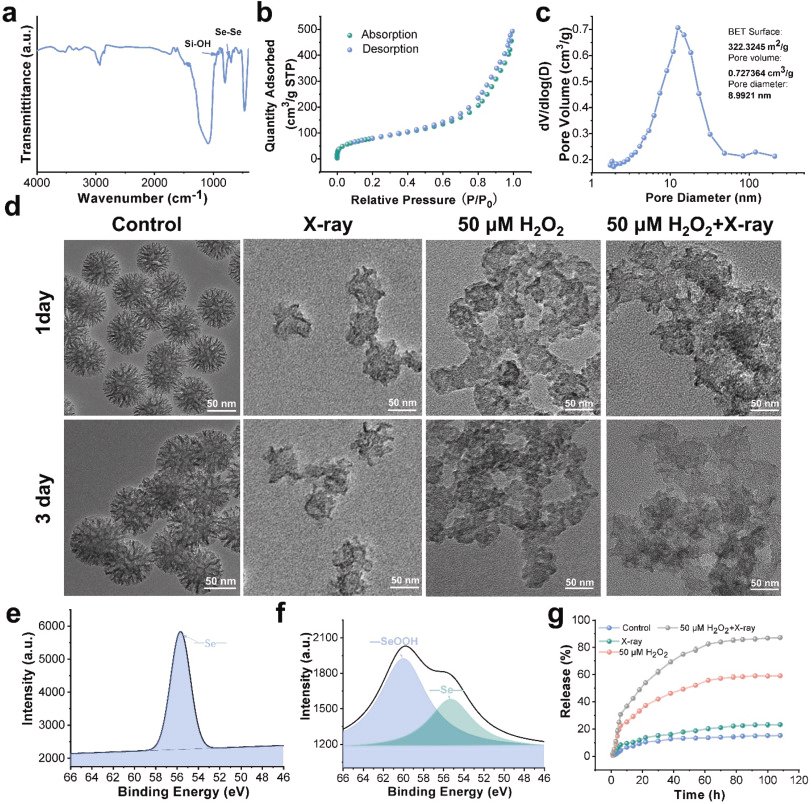 a
Transmittitance (a.u.)
Se-Se
Si-OH
4000 3000 2000 1000
Wavenumber (cm-1)
b
Quantity Adsorbed
(cm3/g STP)
500
400
300
200
100
0
Absorption
Desorption
0.0 0.2 0.4 0.6 0.8 1.0
Relative Pressure (P/P0)
c
dV/dlog(D)
Pore Volume (cm3/g)
0.7
0.6
0.5
0.4
0.3
0.2
BET Surface:
322.3245 m2/g
Pore volume:
0.727364 cm3/g
Pore diameter:
8.9921 nm
1 10 100
Pore Diameter (nm)
d
Control X-ray 50 μM H2O2 50 μM H2O2+X-ray
1day
50 nm 50 nm 50 nm 50 nm
3 day
50 nm 50 nm 50 nm 50 nm
e
Intensity (a.u.)
6000
5000
4000
3000
2000
—Se—
66 64 62 60 58 56 54 52 50 48 46
Binding Energy (eV)
f
Intensity (a.u.)
2100
1800
1500
1200
—SeOOH
—Se—
66 64 62 60 58 56 54 52 50 48 46
Binding Energy (eV)
g
Release (%)
100
80
60
40
20
0
Control 50 μM H2O2+X-ray
X-ray
50 μM H2O2
0 20 40 60 80 100 120
Time (h)